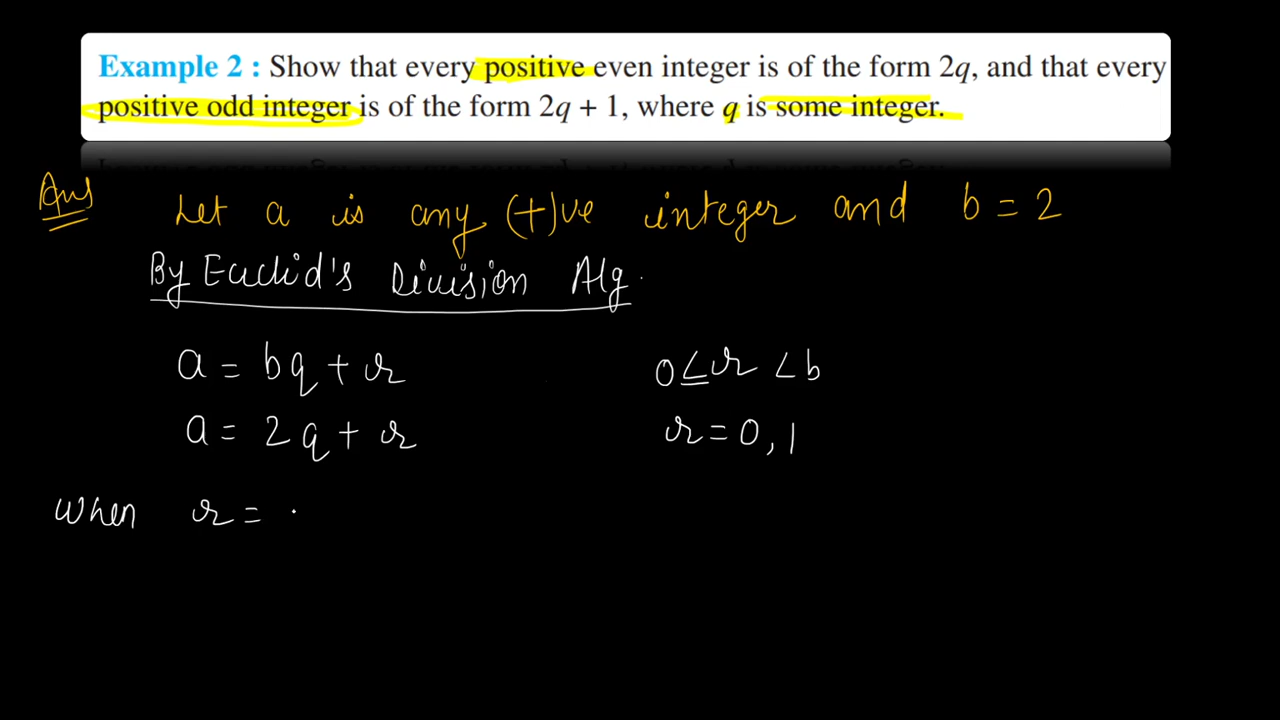 Example 2 : Show that every positive even integer is of the form 2q, and that every
positive odd integer is of the form 2q + 1, where q is some integer.
Ans Let a is any (+)ve integer and b = 2
By Euclid's Division Alg.
a = bq + r 0 ≤ r < b
a = 2q + r r = 0, 1
When r =